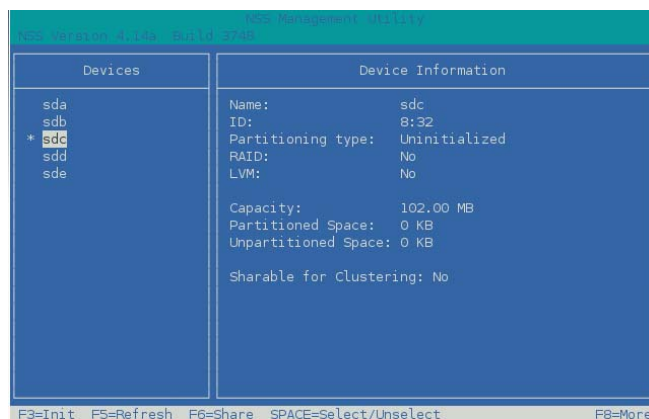 NSS Management Utility
NSS Version 4.14a Build 3748
Devices
Device Information
sda
sdb
* sdc
sdd
sde
Name: sdc
ID: 8:32
Partitioning type: Uninitialized
RAID: No
LVM: No
Capacity: 102.00 MB
Partitioned Space: 0 KB
Unpartitioned Space: 0 KB
Sharable for Clustering: No
F3=Init F5=Refresh F6=Share SPACE=Select/Unselect F8=More